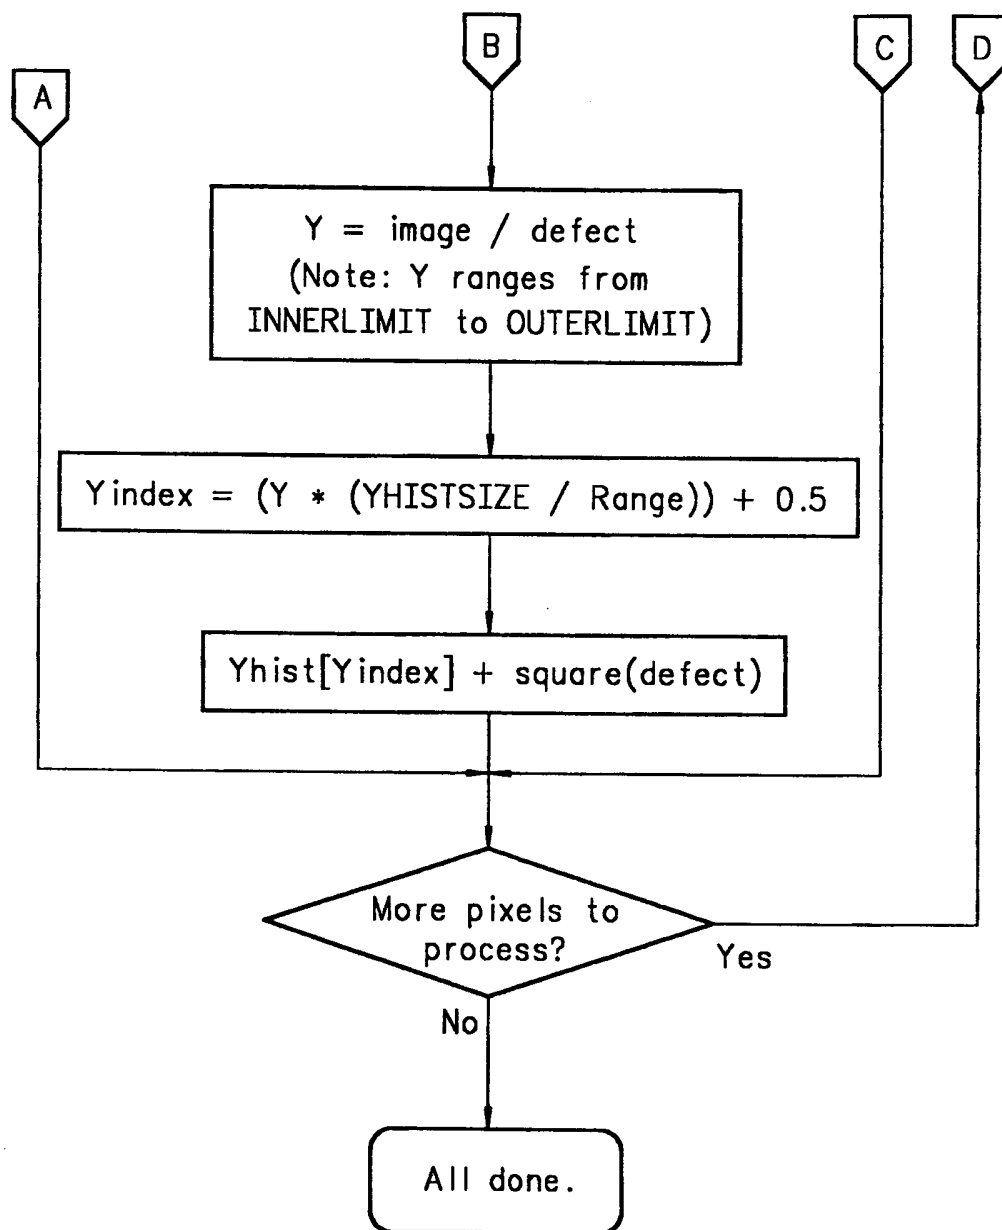 B
C
D
A
Y = image / defect
(Note: Y ranges from
INNERLIMIT to OUTERLIMIT)
Yindex = (Y * (YHISTSIZE / Range)) + 0.5
Yhist[Yindex] + square(defect)
More pixels to
process?
Yes
No
All done.